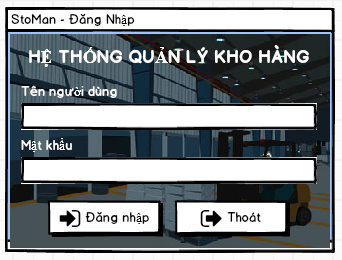 StoMan - Đăng Nhập
HỆ THỐNG QUẢN LÝ KHO HÀNG
Tên người dùng
Mật khẩu
Đăng nhập
Thoát